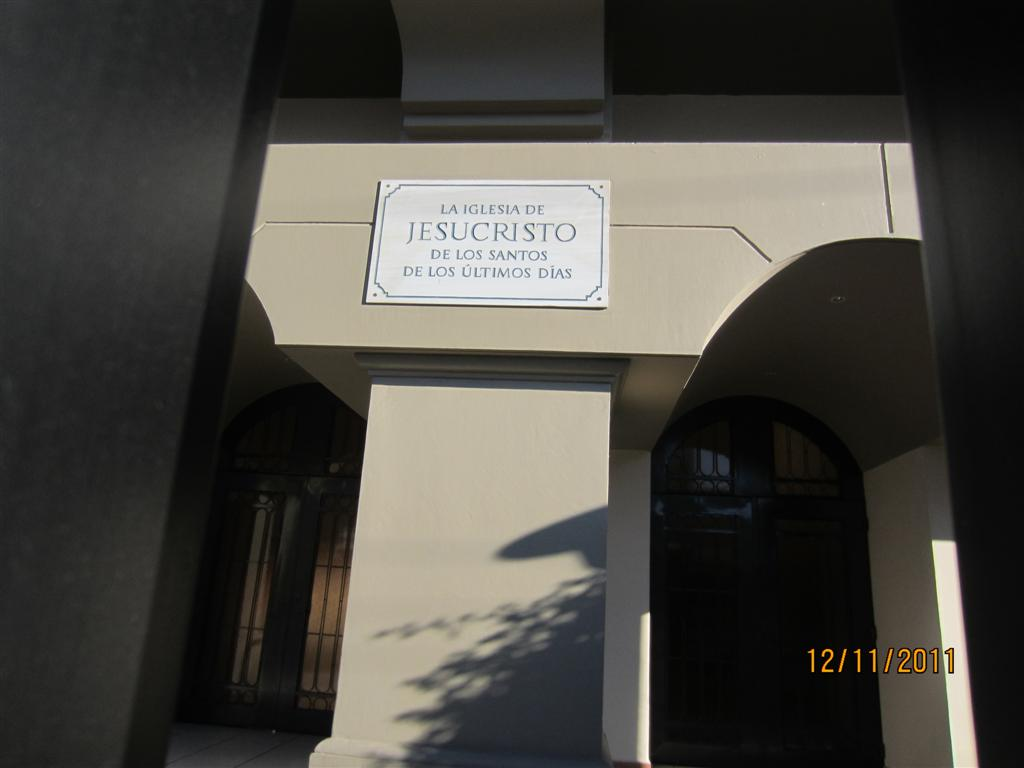 LA IGLESIA DE
JESUCRISTO
DE LOS SANTOS
DE LOS ÚLTIMOS DÍAS
12/11/2011